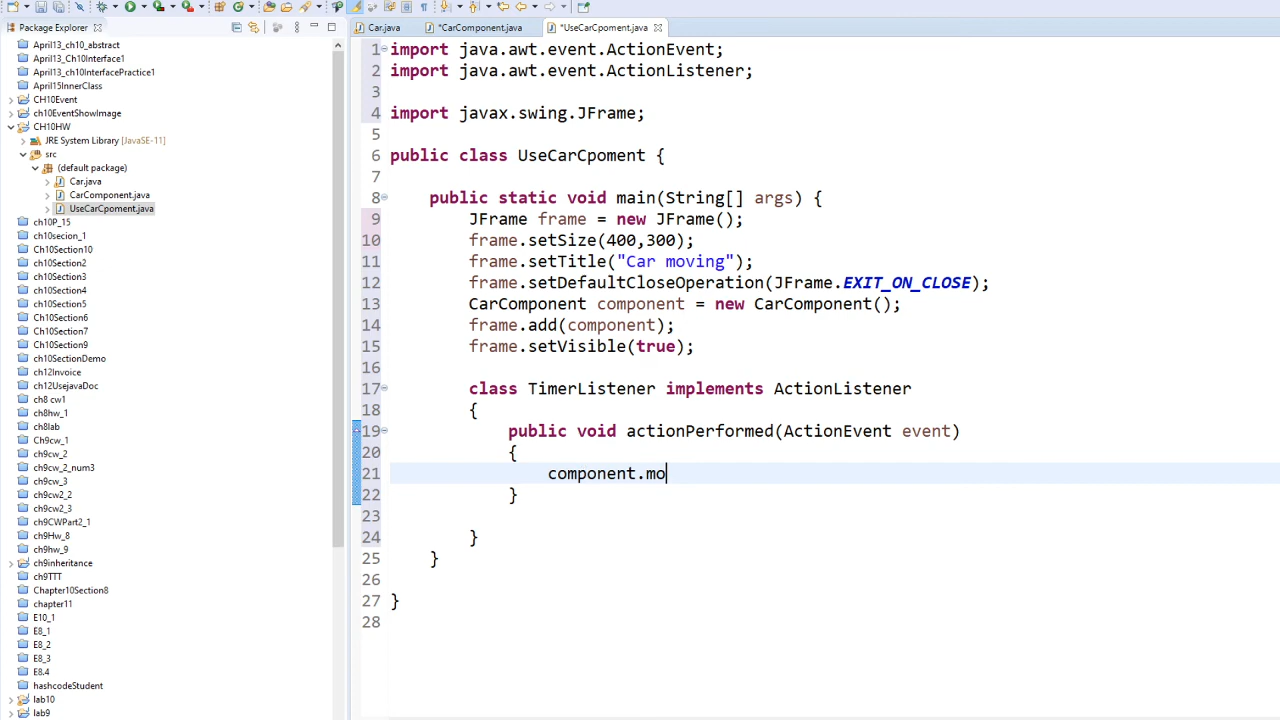 Package Explorer
Car.java
*CarComponent.java
*UseCarCpoment.java
April13_ch10_abstract
April13_Ch10Interface1
April13_ch10InterfacePractice1
April15InnerClass
CH10Event
ch10EventShowImage
CH10HW
JRE System Library [JavaSE-11]
src
(default package)
Car.java
CarComponent.java
UseCarCpoment.java
ch10P_15
ch10secion_1
Ch10Section10
ch10Section2
ch10Section3
ch10Section4
ch10Section5
Ch10Section6
Ch10Section7
Ch10Section9
ch10SectionDemo
ch12Invoice
ch12UsejavaDoc
ch8 cw1
ch8hw_1
ch8lab
Ch9cw_1
ch9cw_2
ch9cw_2_num3
ch9cw_3
ch9cw2_2
ch9cw2_3
ch9CWPart2_1
ch9Hw_8
ch9hw_9
ch9inheritance
ch9TTT
Chapter10Section8
chapter11
E10_1
E8_1
E8_2
E8_3
E8.4
hashcodeStudent
lab10
lab9
1 import java.awt.event.ActionEvent;
2 import java.awt.event.ActionListener;
3
4 import javax.swing.JFrame;
5
6 public class UseCarCpoment {
7
8 public static void main(String[] args) {
9 JFrame frame = new JFrame();
10 frame.setSize(400,300);
11 frame.setTitle("Car moving");
12 frame.setDefaultCloseOperation(JFrame.EXIT_ON_CLOSE);
13 CarComponent component = new CarComponent();
14 frame.add(component);
15 frame.setVisible(true);
16
17 class TimerListener implements ActionListener
18 {
19 public void actionPerformed(ActionEvent event)
20 {
21 component.mo
22 }
23
24 }
25 }
26
27 }
28